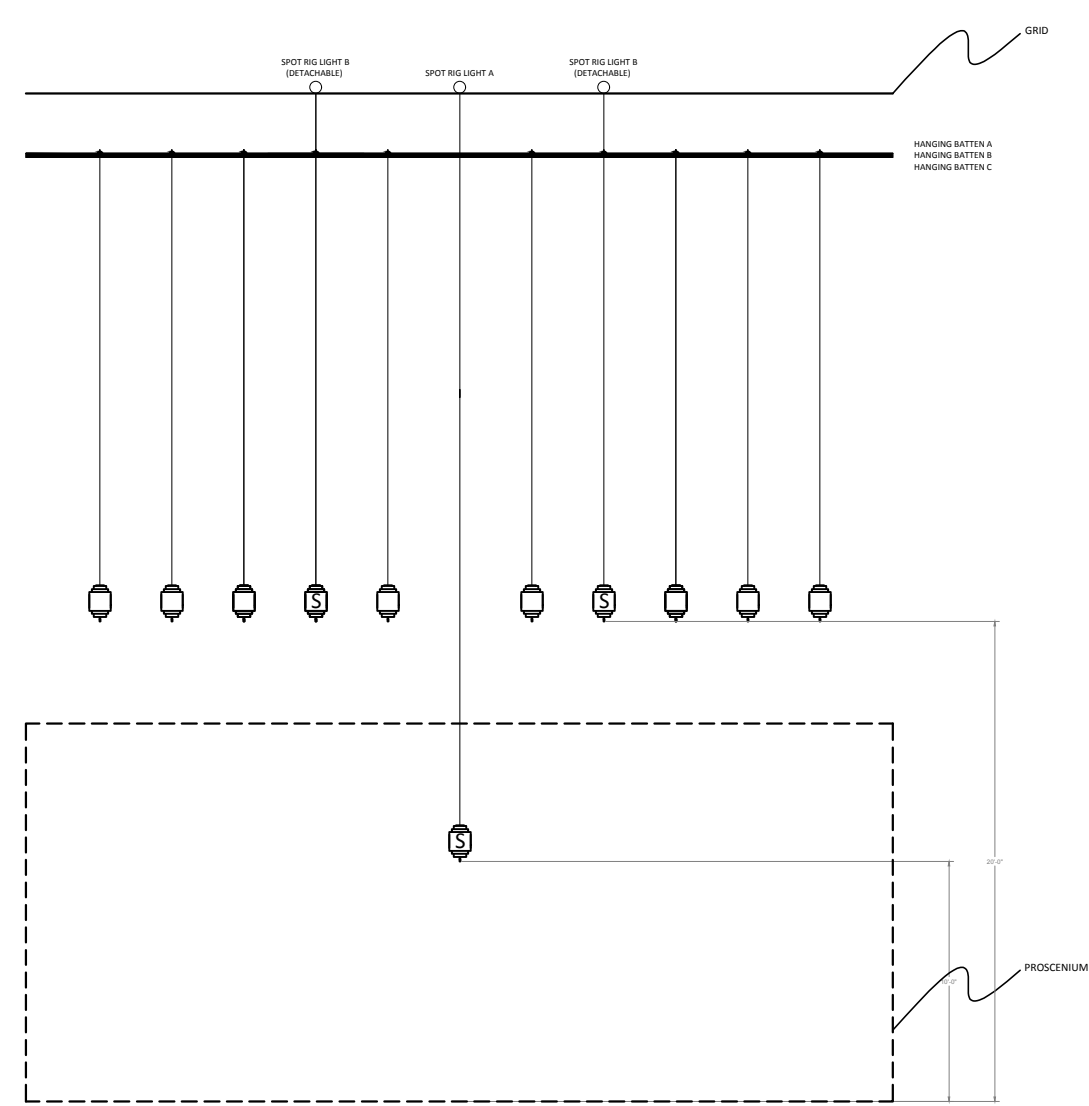 GRID
SPOT RIG LIGHT B
(DETACHABLE)
SPOT RIG LIGHT A
SPOT RIG LIGHT B
(DETACHABLE)
HANGING BATTEN A
HANGING BATTEN B
HANGING BATTEN C
S
S
S
20'-0"
PROSCENIUM
10'-0"